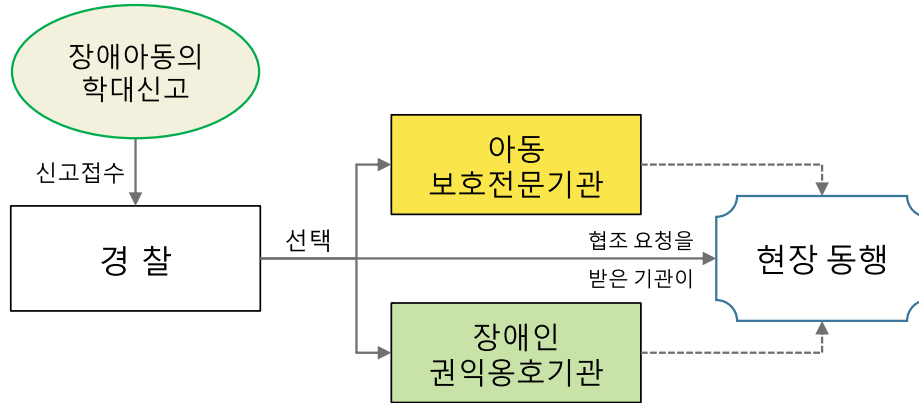 장애아동의
학대신고
신고접수
경 찰
선택
아동
보호전문기관
협조 요청을
받은 기관이
장애인
권익옹호기관
현장 동행